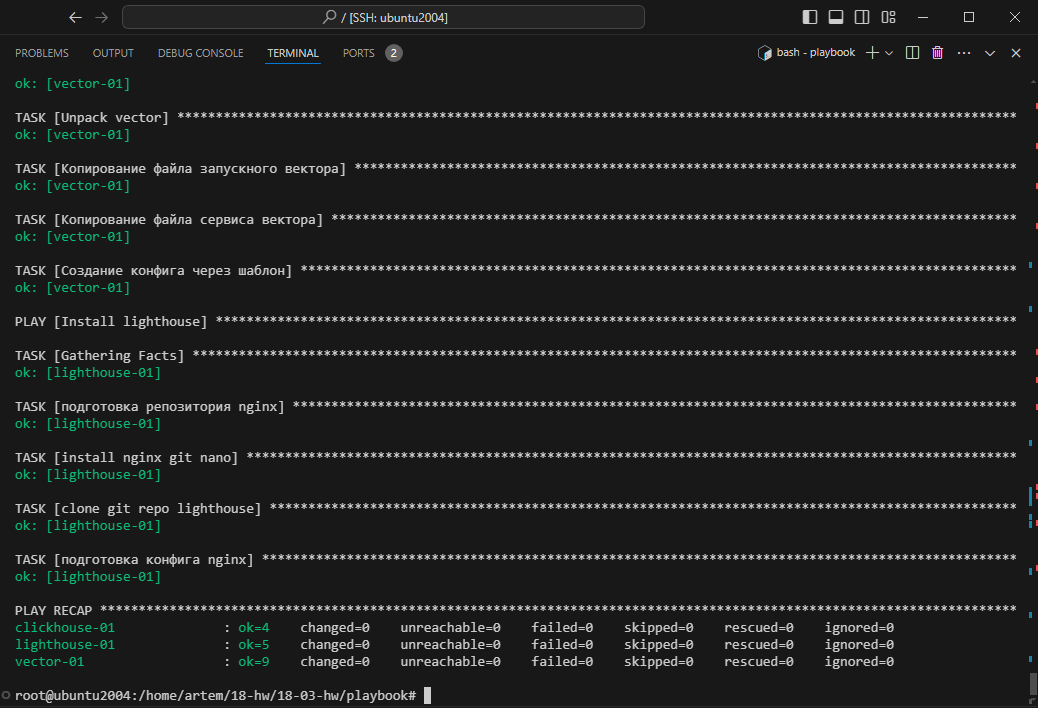 / [SSH: ubuntu2004]
PROBLEMS OUTPUT DEBUG CONSOLE TERMINAL PORTS 2 bash - playbook
ok: [vector-01]
TASK [Unpack vector] *************************************************************************************************************
ok: [vector-01]
TASK [Копирование файла запускного вектора] **************************************************************************************
ok: [vector-01]
TASK [Копирование файла сервиса вектора] *****************************************************************************************
ok: [vector-01]
TASK [Создание конфига через шаблон] *********************************************************************************************
ok: [vector-01]
PLAY [Install lighthouse] ********************************************************************************************************
TASK [Gathering Facts] ***********************************************************************************************************
ok: [lighthouse-01]
TASK [подготовка репозитория nginx] **********************************************************************************************
ok: [lighthouse-01]
TASK [install nginx git nano] ****************************************************************************************************
ok: [lighthouse-01]
TASK [clone git repo lighthouse] *************************************************************************************************
ok: [lighthouse-01]
TASK [подготовка конфига nginx] **************************************************************************************************
ok: [lighthouse-01]
PLAY RECAP ***********************************************************************************************************************
clickhouse-01 : ok=4 changed=0 unreachable=0 failed=0 skipped=0 rescued=0 ignored=0
lighthouse-01 : ok=5 changed=0 unreachable=0 failed=0 skipped=0 rescued=0 ignored=0
vector-01 : ok=9 changed=0 unreachable=0 failed=0 skipped=0 rescued=0 ignored=0
root@ubuntu2004:/home/artem/18-hw/18-03-hw/playbook#